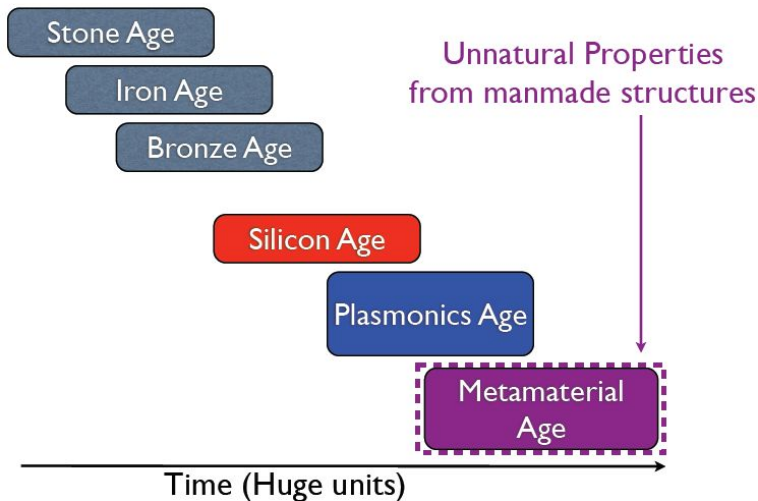 Stone Age
Iron Age
Bronze Age
Unnatural Properties
from manmade structures
Silicon Age
Plasmonics Age
Metamaterial
Age
Time (Huge units)